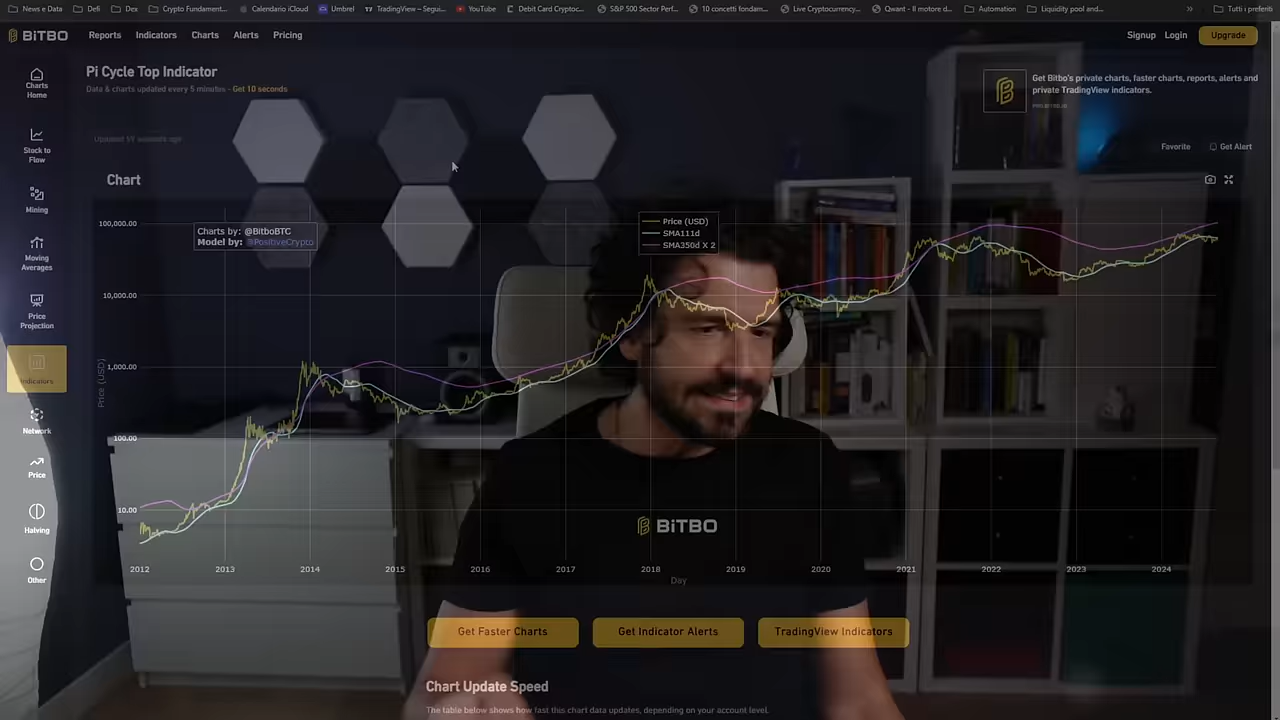 News e Data Defi Dex Crypto Fundament... Calendario iCloud Umbrel TradingView – Segui... YouTube Debit Card Cryptoc... S&P 500 Sector Perf... 10 concetti fondam... Live Cryptocurrency... Qwant - Il motore d... Automation Liquidity pool and... » Tutti i preferiti
BiTBO Reports Indicators Charts Alerts Pricing Signup Login Upgrade
Pi Cycle Top Indicator
Data & charts updated every 5 minutes - Get 10 seconds
Get Bitbo's private charts, faster charts, reports, alerts and
private TradingView indicators.
Charts
Home
Stock to
Flow
Mining
Moving
Averages
Price
Projection
Indicators
Network
Price
Halving
Other
Updated 57 seconds ago
Favorite Get Alert
Chart
Charts by: @BitboBTC
Model by: @PositiveCrypto
Price (USD)
SMA111d
SMA350d X 2
100,000.00
10,000.00
1,000.00
100.00
10.00
Price (USD)
BiTBO
2012 2013 2014 2015 2016 2017 2018 2019 2020 2021 2022 2023 2024
Day
Get Faster Charts Get Indicator Alerts TradingView Indicators
Chart Update Speed
The table below shows how fast this chart data updates, depending on your account level.